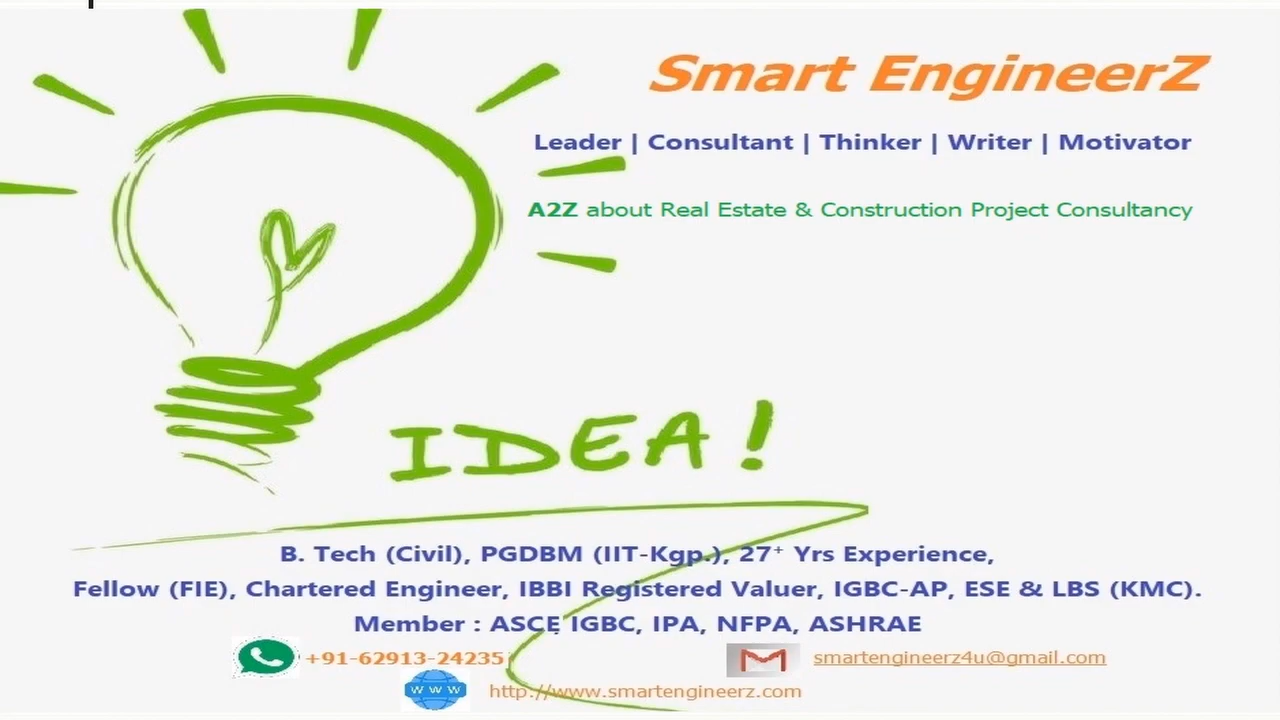 Smart EngineerZ
Leader | Consultant | Thinker | Writer | Motivator
A2Z about Real Estate & Construction Project Consultancy
IDEA!
B. Tech (Civil), PGDBM (IIT-Kgp.), 27⁺ Yrs Experience,
Fellow (FIE), Chartered Engineer, IBBI Registered Valuer, IGBC-AP, ESE & LBS (KMC).
Member : ASCE, IGBC, IPA, NFPA, ASHRAE
+91-62913-24235
smartengineerz4u@gmail.com
WWW
http://www.smartengineerz.com